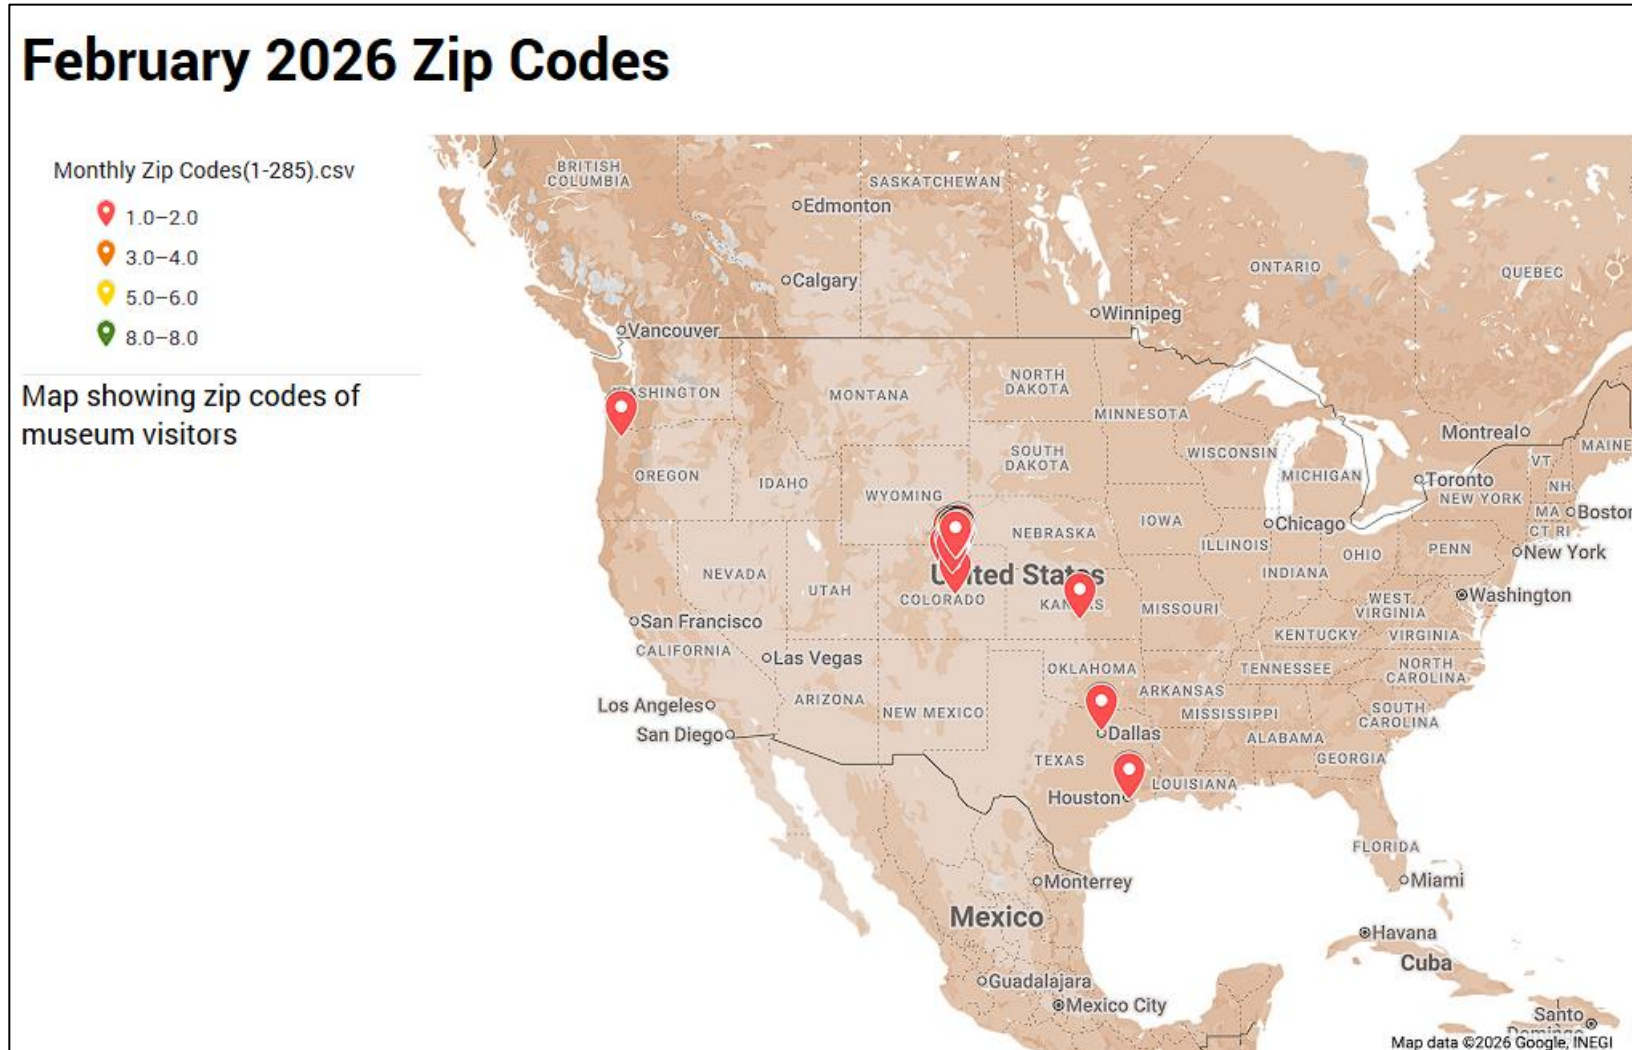 February 2026 Zip Codes
Monthly Zip Codes(1-285).csv
1.0–2.0
3.0–4.0
5.0–6.0
8.0–8.0
Map showing zip codes of
museum visitors
BRITISH
COLUMBIA
SASKATCHEWAN
Edmonton
Calgary
ONTARIO
QUEBEC
Winnipeg
Vancouver
ASHINGTON
MONTANA
NORTH
DAKOTA
MINNESOTA
Montreal
MAINE
OREGON
IDAHO
WYOMING
SOUTH
DAKOTA
WISCONSIN
MICHIGAN
Toronto
NEW YORK
VT
NH
MA
Boston
CT RI
NEBRASKA
IOWA
Chicago
ILLINOIS
INDIANA
OHIO
PENN
New York
NEVADA
UTAH
United States
COLORADO
KANSAS
MISSOURI
WEST
VIRGINIA
Washington
San Francisco
CALIFORNIA
Las Vegas
KENTUCKY
VIRGINIA
OKLAHOMA
TENNESSEE
NORTH
CAROLINA
Los Angeles
ARIZONA
NEW MEXICO
ARKANSAS
MISSISSIPPI
SOUTH
CAROLINA
San Diego
Dallas
ALABAMA
TEXAS
GEORGIA
LOUISIANA
Houston
FLORIDA
Monterrey
Miami
Mexico
Havana
Cuba
Guadalajara
Mexico City
Santo
Domingo
Map data ©2026 Google, INEGI